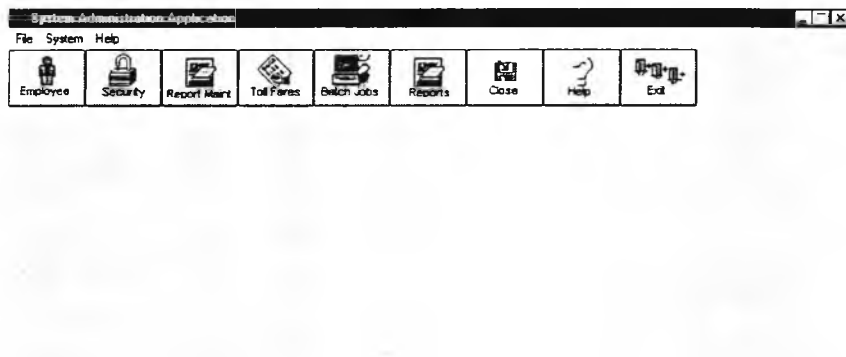 System Administration Application
File System Help
Employee Security Report Maint Toll Fares Batch Jobs Reports Close Help Exit